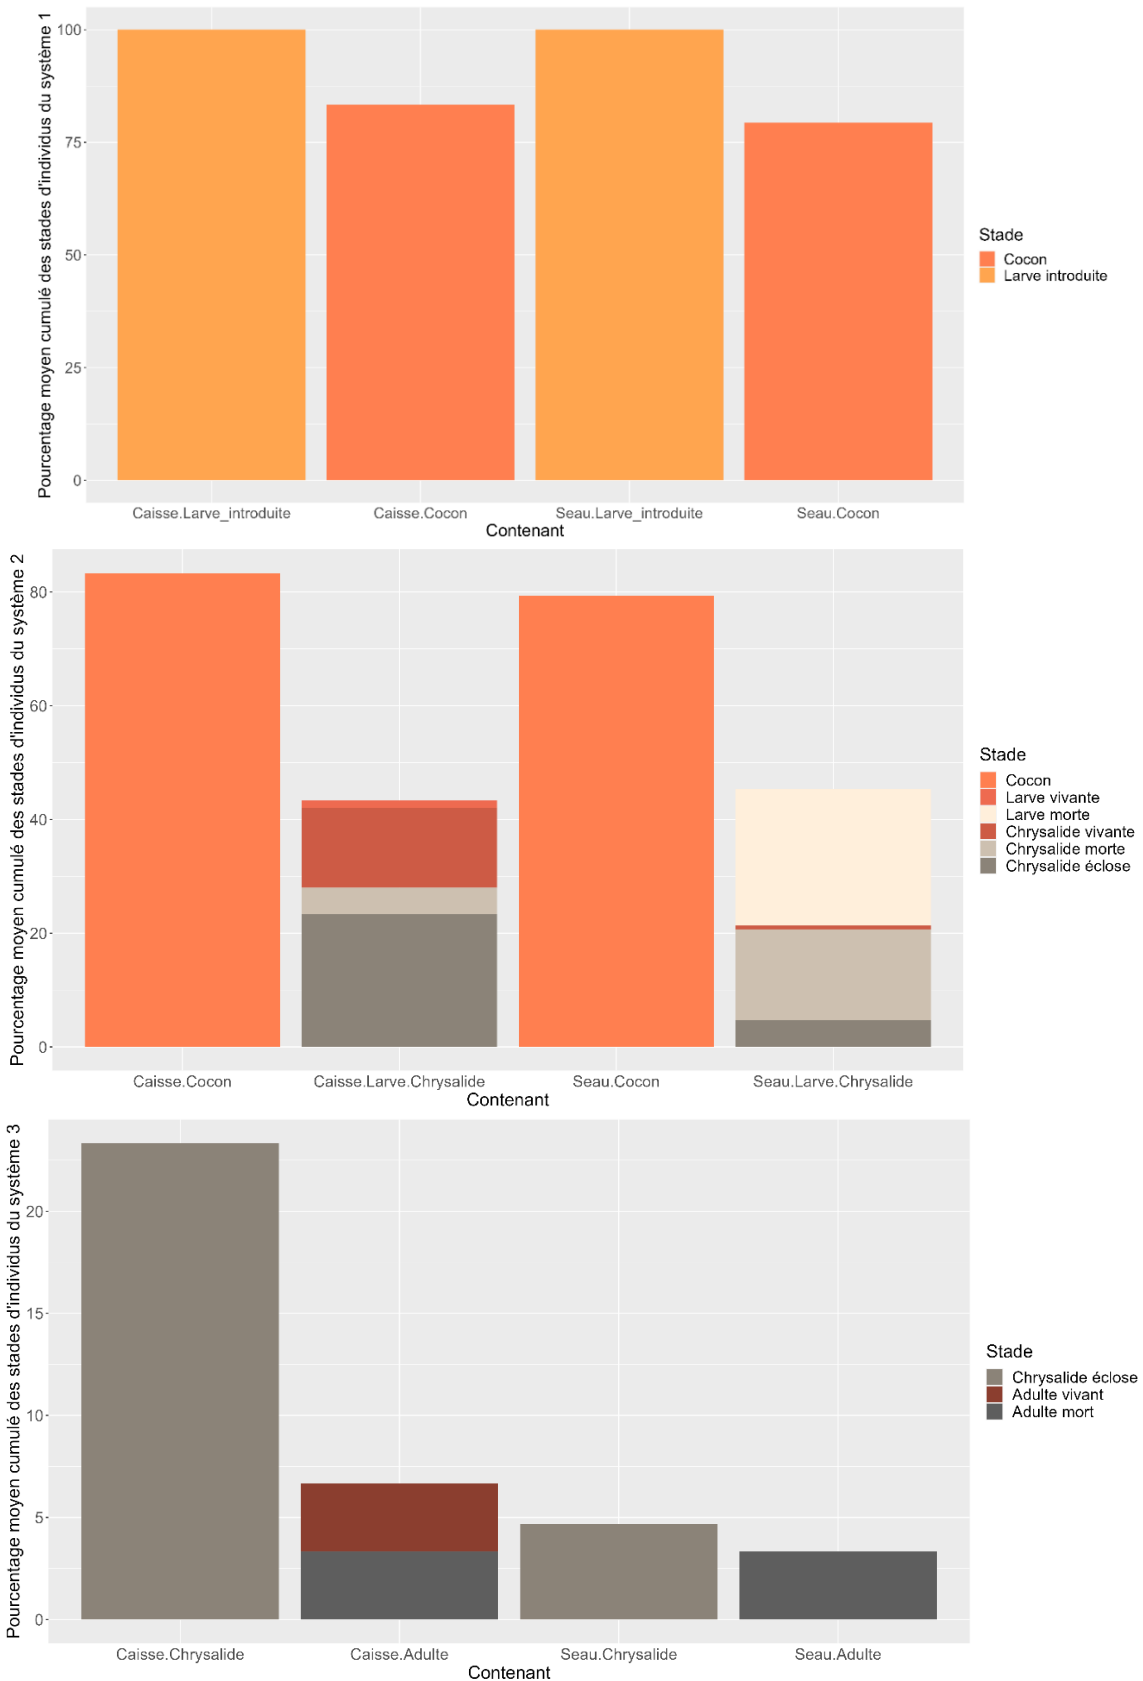 Pourcentage moyen cumulé des stades d'individus du système 1
100
75
50
25
0
Caisse.Larve_introduite
Caisse.Cocon
Seau.Larve_introduite
Seau.Cocon
Contenant
Stade
Cocon
Larve introduite
Pourcentage moyen cumulé des stades d'individus du système 2
80
60
40
20
0
Caisse.Cocon
Caisse.Larve.Chrysalide
Seau.Cocon
Seau.Larve.Chrysalide
Contenant
Stade
Cocon
Larve vivante
Larve morte
Chrysalide vivante
Chrysalide morte
Chrysalide éclose
Pourcentage moyen cumulé des stades d'individus du système 3
20
15
10
5
0
Caisse.Chrysalide
Caisse.Adulte
Seau.Chrysalide
Seau.Adulte
Contenant
Stade
Chrysalide éclose
Adulte vivant
Adulte mort